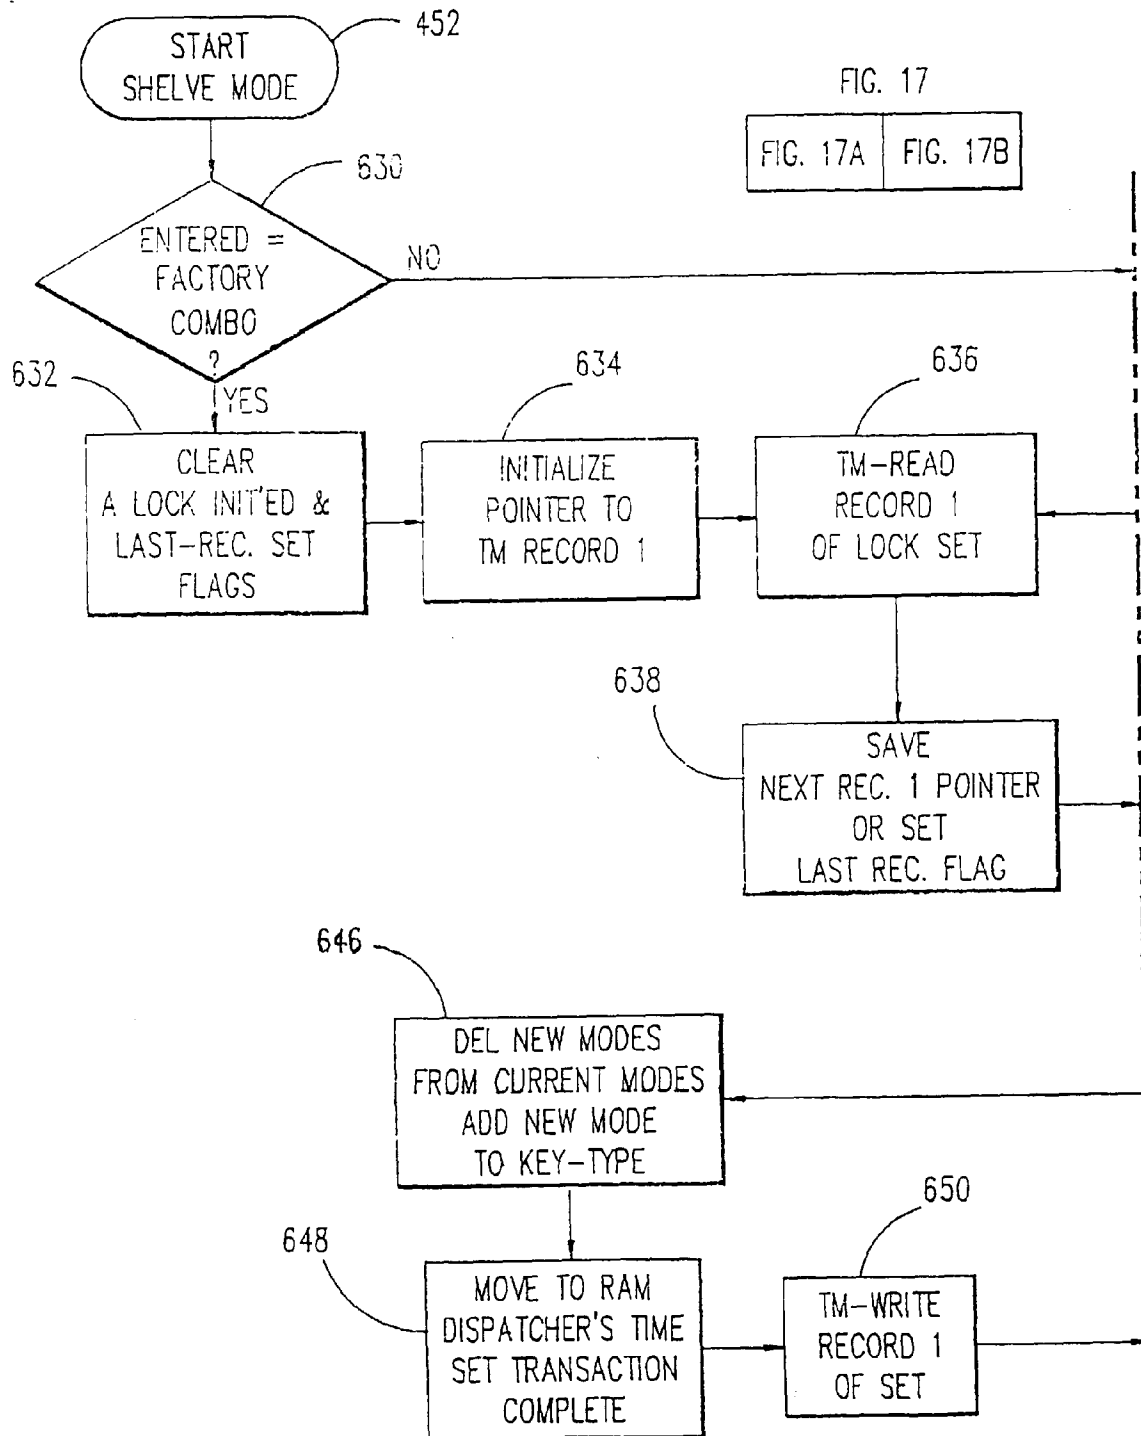 START
SHELVE MODE
452
FIG. 17
FIG. 17A
FIG. 17B
630
ENTERED =
FACTORY
COMBO
?
NO
YES
632
CLEAR
A LOCK INIT'ED &
LAST-REC. SET
FLAGS
634
INITIALIZE
POINTER TO
TM RECORD 1
636
TM-READ
RECORD 1
OF LOCK SET
638
SAVE
NEXT REC. 1 POINTER
OR SET
LAST REC. FLAG
646
DEL NEW MODES
FROM CURRENT MODES
ADD NEW MODE
TO KEY-TYPE
648
MOVE TO RAM
DISPATCHER'S TIME
SET TRANSACTION
COMPLETE
650
TM-WRITE
RECORD 1
OF SET